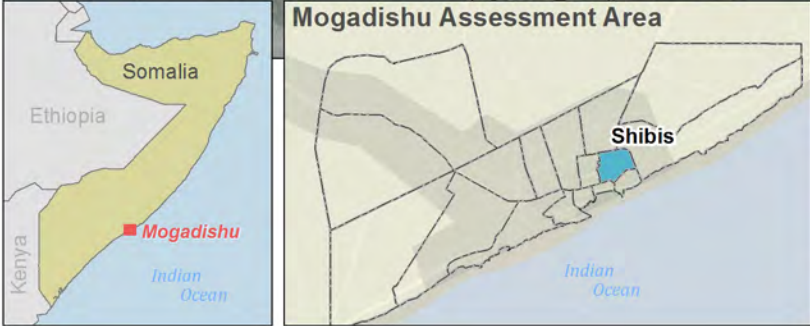 Somalia
Ethiopia
Kenya
Mogadishu
Indian
Ocean
Mogadishu Assessment Area
Shibis
Indian
Ocean